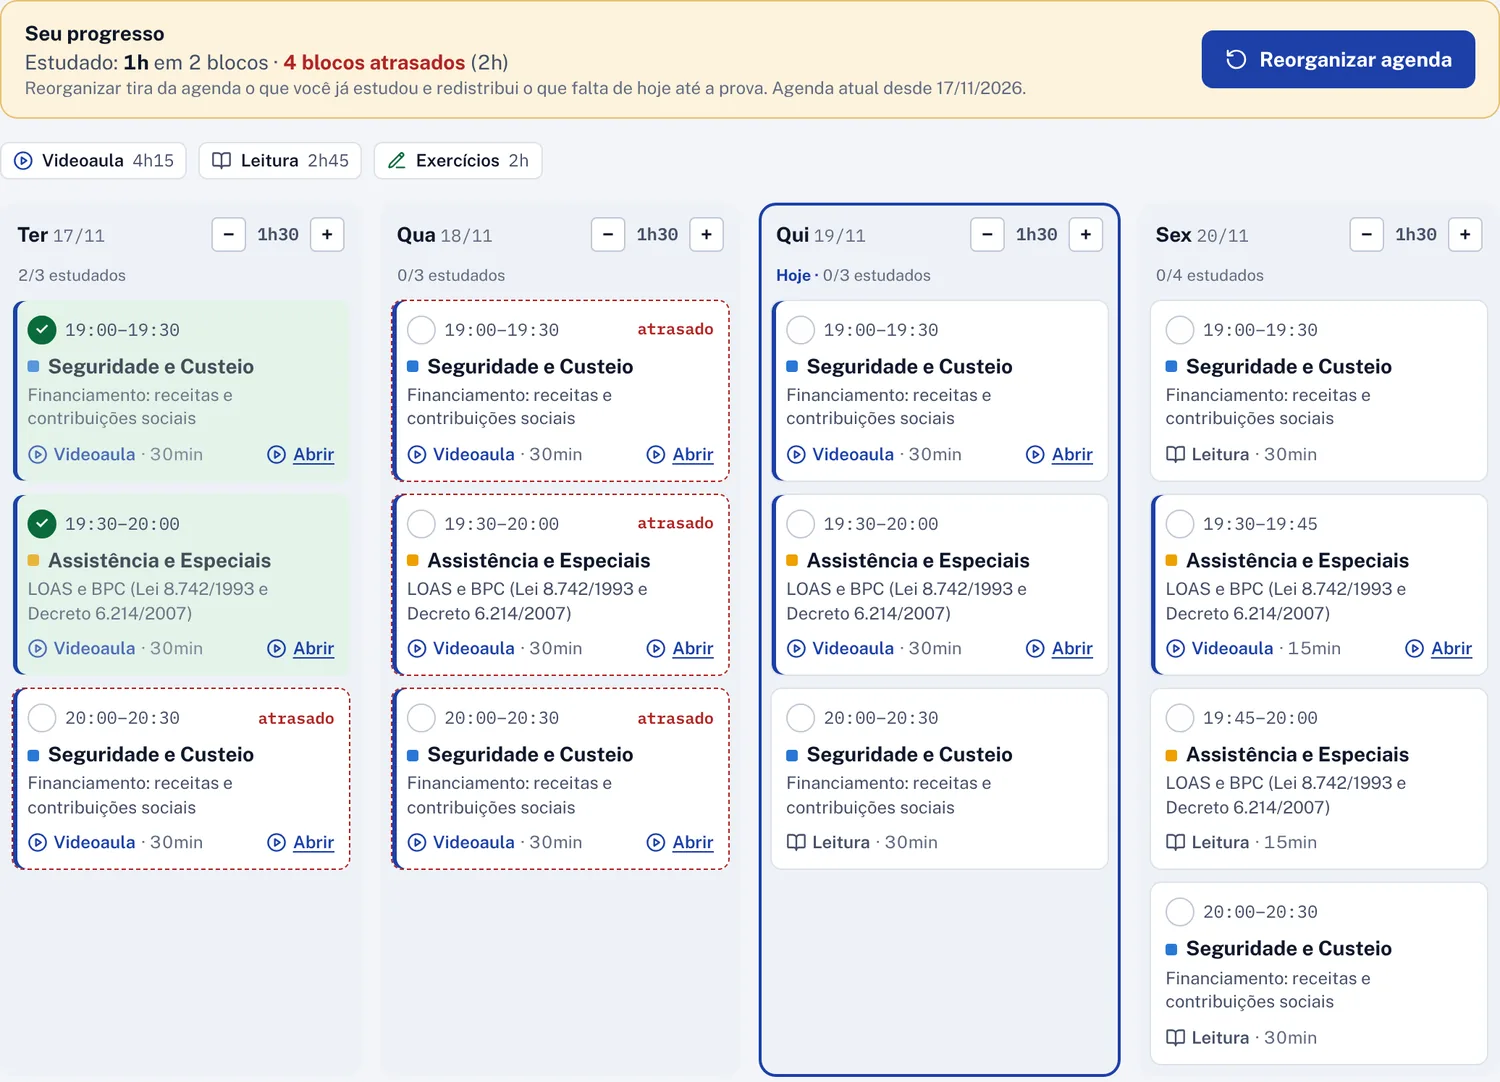 Seu progresso
Estudado: 1h em 2 blocos · 4 blocos atrasados (2h)
Reorganizar tira da agenda o que você já estudou e redistribui o que falta de hoje até a prova. Agenda atual desde 17/11/2026.
Reorganizar agenda
Videoaula 4h15
Leitura 2h45
Exercícios 2h
Ter 17/11
− 1h30 +
2/3 estudados
19:00–19:30
Seguridade e Custeio
Financiamento: receitas e
contribuições sociais
Videoaula · 30min
Abrir
19:30–20:00
Assistência e Especiais
LOAS e BPC (Lei 8.742/1993 e
Decreto 6.214/2007)
Videoaula · 30min
Abrir
20:00–20:30
atrasado
Seguridade e Custeio
Financiamento: receitas e
contribuições sociais
Videoaula · 30min
Abrir
Qua 18/11
− 1h30 +
0/3 estudados
19:00–19:30
atrasado
Seguridade e Custeio
Financiamento: receitas e
contribuições sociais
Videoaula · 30min
Abrir
19:30–20:00
atrasado
Assistência e Especiais
LOAS e BPC (Lei 8.742/1993 e
Decreto 6.214/2007)
Videoaula · 30min
Abrir
20:00–20:30
atrasado
Seguridade e Custeio
Financiamento: receitas e
contribuições sociais
Videoaula · 30min
Abrir
Qui 19/11
− 1h30 +
Hoje · 0/3 estudados
19:00–19:30
Seguridade e Custeio
Financiamento: receitas e
contribuições sociais
Videoaula · 30min
Abrir
19:30–20:00
Assistência e Especiais
LOAS e BPC (Lei 8.742/1993 e
Decreto 6.214/2007)
Videoaula · 30min
Abrir
20:00–20:30
Seguridade e Custeio
Financiamento: receitas e
contribuições sociais
Leitura · 30min
Sex 20/11
− 1h30 +
0/4 estudados
19:00–19:30
Seguridade e Custeio
Financiamento: receitas e
contribuições sociais
Leitura · 30min
19:30–19:45
Assistência e Especiais
LOAS e BPC (Lei 8.742/1993 e
Decreto 6.214/2007)
Videoaula · 15min
Abrir
19:45–20:00
Assistência e Especiais
LOAS e BPC (Lei 8.742/1993 e
Decreto 6.214/2007)
Leitura · 15min
20:00–20:30
Seguridade e Custeio
Financiamento: receitas e
contribuições sociais
Leitura · 30min